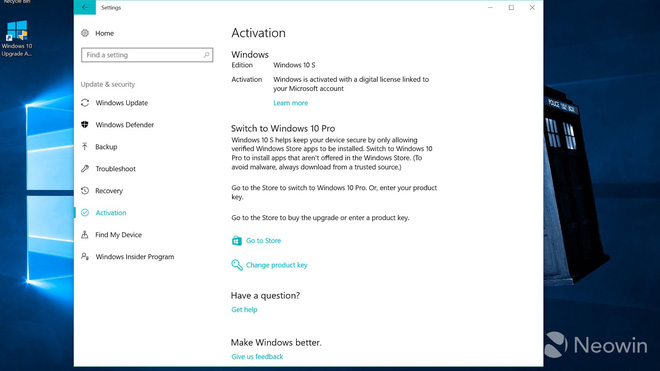 Recycle Bin
Settings
Windows 10
Upgrade A...
Home
Find a setting
Update & security
Windows Update
Windows Defender
Backup
Troubleshoot
Recovery
Activation
Find My Device
Windows Insider Program
Activation
Windows
Edition Windows 10 S
Activation Windows is activated with a digital license linked to
your Microsoft account
Learn more
Switch to Windows 10 Pro
Windows 10 S helps keep your device secure by only allowing
verified Windows Store apps to be installed. Switch to Windows 10
Pro to install apps that aren't offered in the Windows Store. (To
avoid malware, always download from a trusted source.)
Go to the Store to switch to Windows 10 Pro. Or, enter your product
key.
Go to the Store to buy the upgrade or enter a product key.
Go to Store
Change product key
Have a question?
Get help
Make Windows better.
Give us feedback
POLICE BOX
Neowin